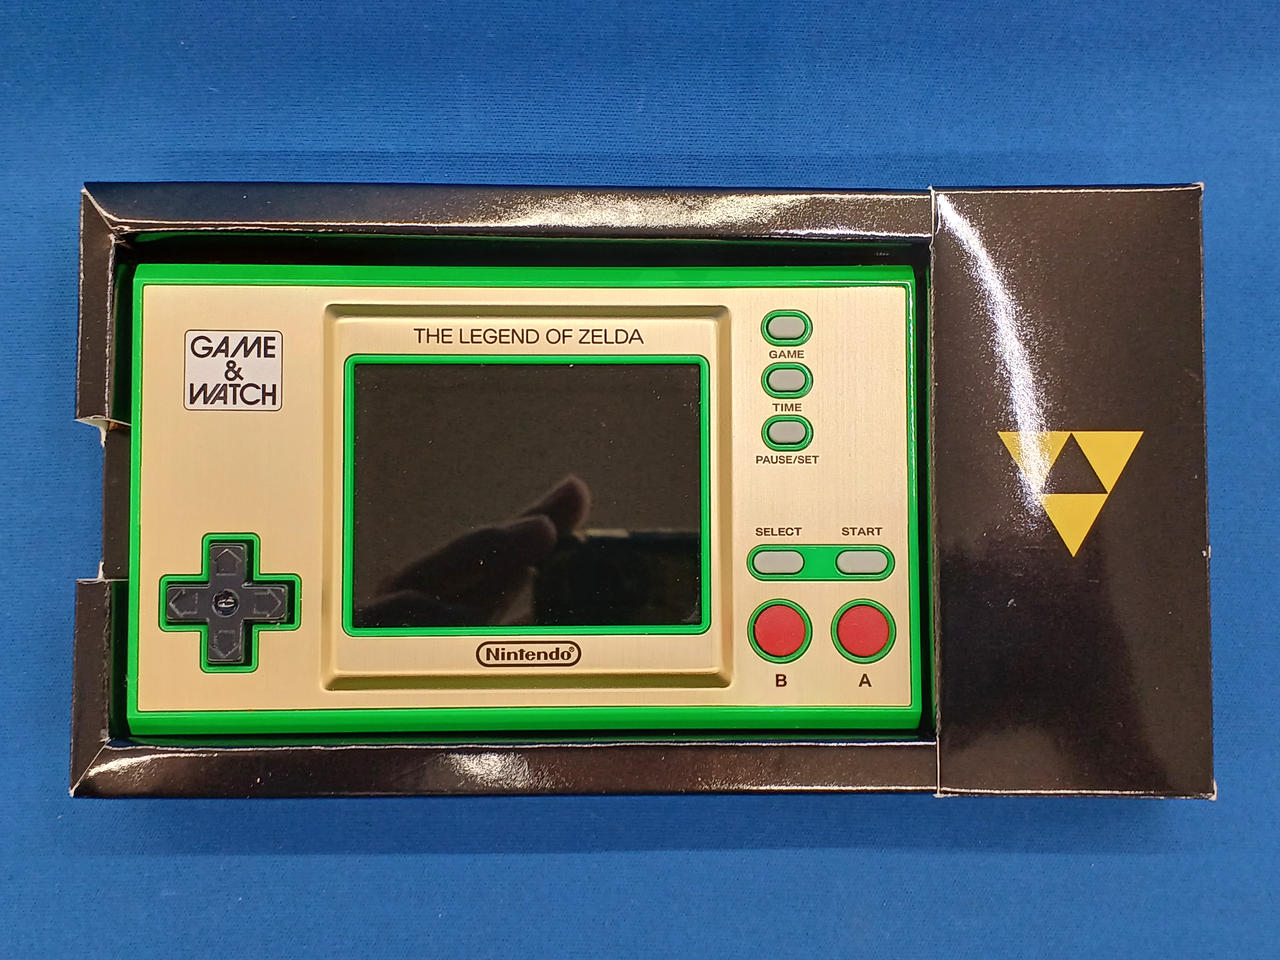 GAME
&
WATCH
THE LEGEND OF ZELDA
GAME
TIME
PAUSE/SET
SELECT START
Nintendo®
B A